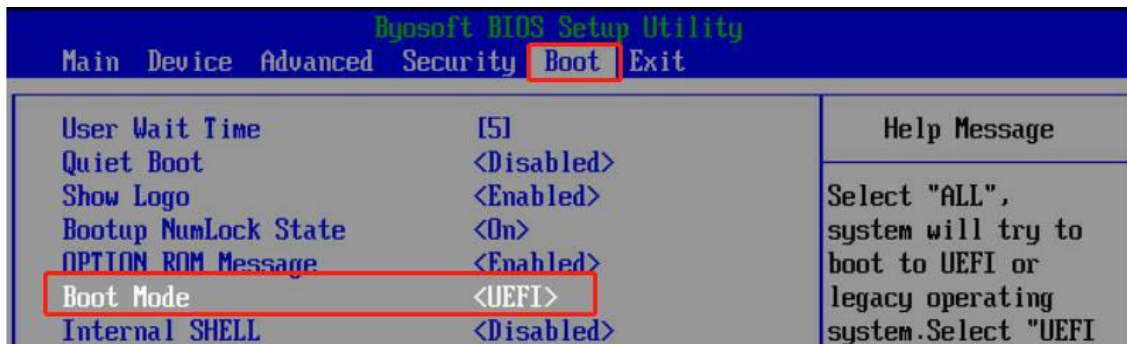 Byosoft BIOS Setup Utility
Main Device Advanced Security Boot Exit
User Wait Time [5]
Quiet Boot <Disabled>
Show Logo <Enabled>
Bootup NumLock State <On>
OPTION ROM Message <Enabled>
Boot Mode <UEFI>
Internal SHELL <Disabled>
Help Message
Select "ALL",
system will try to
boot to UEFI or
legacy operating
system.Select "UEFI